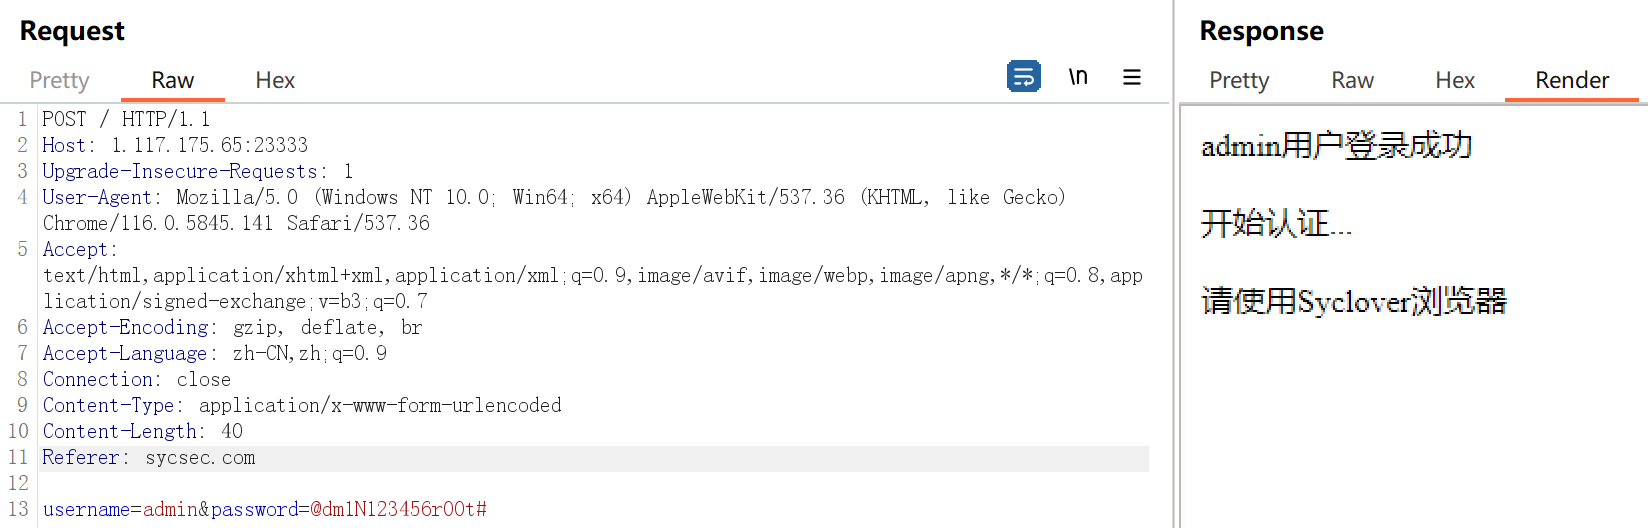 Request
Pretty Raw Hex
\n
1 POST / HTTP/1.1
2 Host: 1.117.175.65:23333
3 Upgrade-Insecure-Requests: 1
4 User-Agent: Mozilla/5.0 (Windows NT 10.0; Win64; x64) AppleWebKit/537.36 (KHTML, like Gecko)
Chrome/116.0.5845.141 Safari/537.36
5 Accept:
text/html,application/xhtml+xml,application/xml;q=0.9,image/avif,image/webp,image/apng,*/*;q=0.8,app
lication/signed-exchange;v=b3;q=0.7
6 Accept-Encoding: gzip, deflate, br
7 Accept-Language: zh-CN,zh;q=0.9
8 Connection: close
9 Content-Type: application/x-www-form-urlencoded
10 Content-Length: 40
11 Referer: sycsec.com
12
13 username=admin&password=@dm1N123456r00t#
Response
Pretty Raw Hex Render
admin用户登录成功
开始认证...
请使用Syclover浏览器